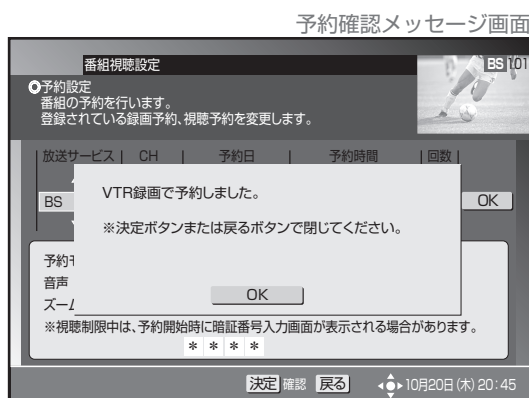 予約確認メッセージ画面
番組視聴設定
BS 101
予約設定
番組の予約を行います。
登録されている録画予約、視聴予約を変更します。
放送サービス | CH | 予約日 | 予約時間 | 回数 |
BS
OK
VTR録画で予約しました。
※決定ボタンまたは戻るボタンで閉じてください。
OK
予約
音声
ズーム
※視聴制限中は、予約開始時に暗証番号入力画面が表示される場合があります。
* * * *
決定 確認 戻る 10月20日(木) 20:45